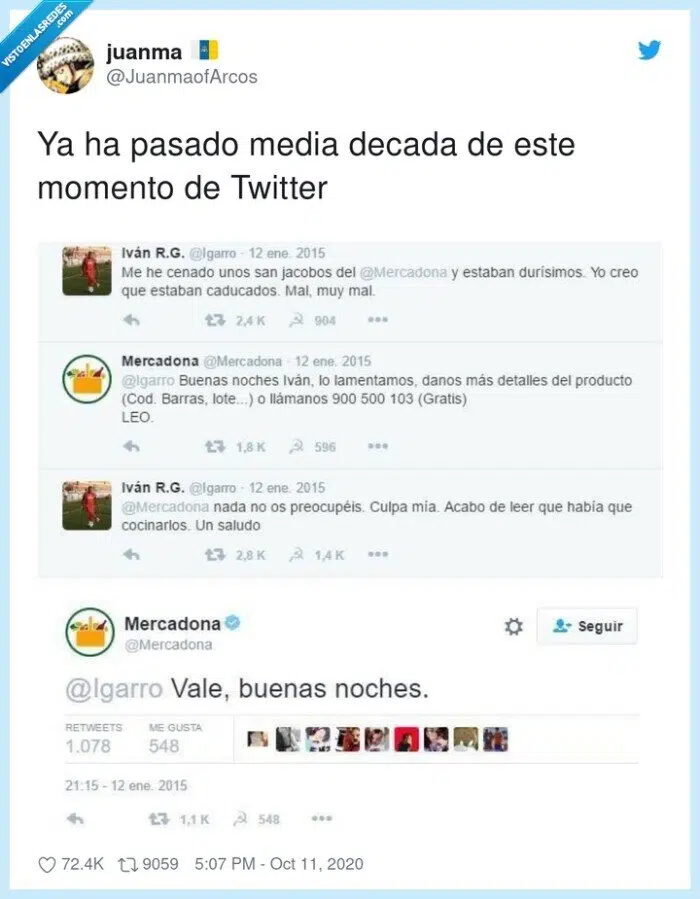 VISTOENLASREDES
.com
juanma
@JuanmaofArcos
Ya ha pasado media decada de este
momento de Twitter
Iván R.G. @Igarro · 12 ene. 2015
Me he cenado unos san jacobos del @Mercadona y estaban durísimos. Yo creo
que estaban caducados. Mal, muy mal.
2,4 K 904
Mercadona @Mercadona · 12 ene. 2015
@Igarro Buenas noches Iván, lo lamentamos, danos más detalles del producto
(Cod. Barras, lote...) o llámanos 900 500 103 (Gratis)
LEO.
1,8 K 596
Iván R.G. @Igarro · 12 ene. 2015
@Mercadona nada no os preocupéis. Culpa mía. Acabo de leer que había que
cocinarlos. Un saludo
2,8 K 1,4 K
Mercadona
@Mercadona
Seguir
@Igarro Vale, buenas noches.
RETWEETS ME GUSTA
1.078 548
21:15 - 12 ene. 2015
1,1 K 548
72.4K 9059 5:07 PM - Oct 11, 2020